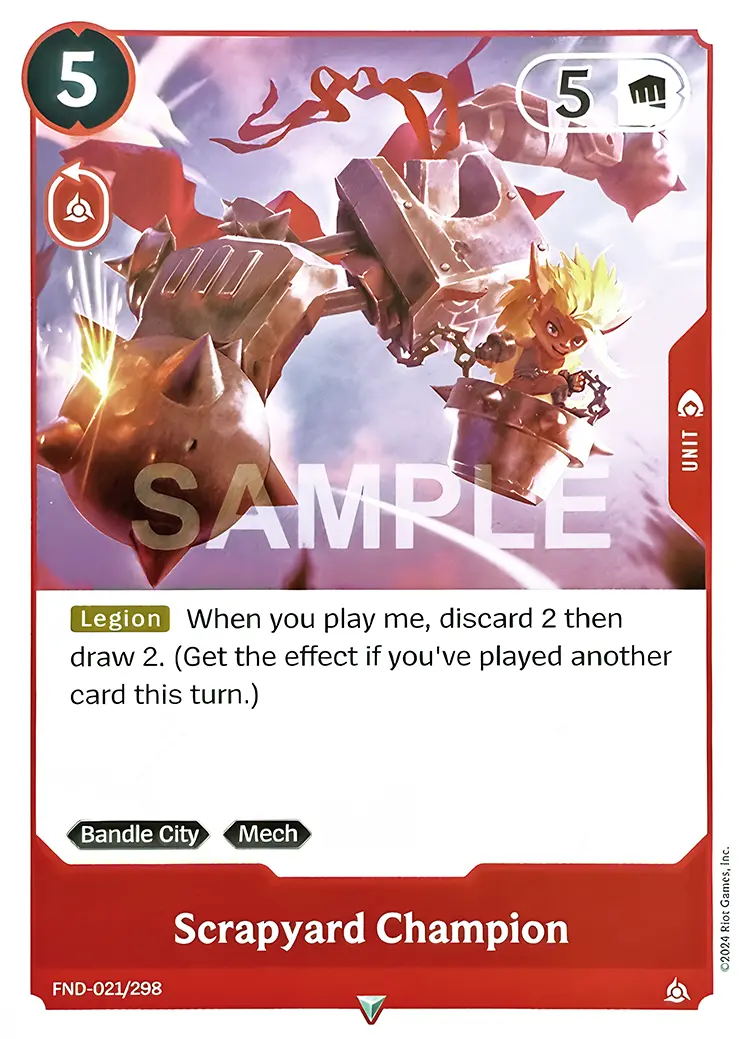 5
5
UNIT
SAMPLE
Legion When you play me, discard 2 then
draw 2. (Get the effect if you've played another
card this turn.)
Bandle City Mech
Scrapyard Champion
FND-021/298
©2024 Riot Games, Inc.